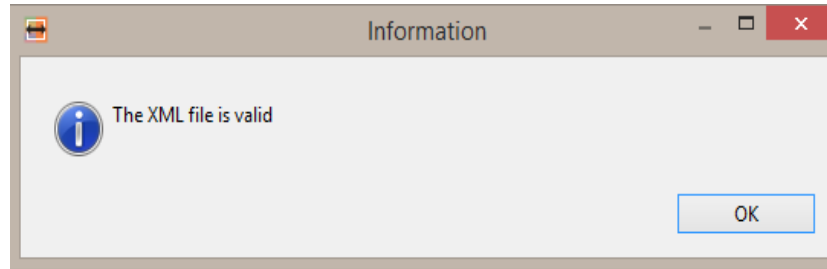 Information
The XML file is valid
OK